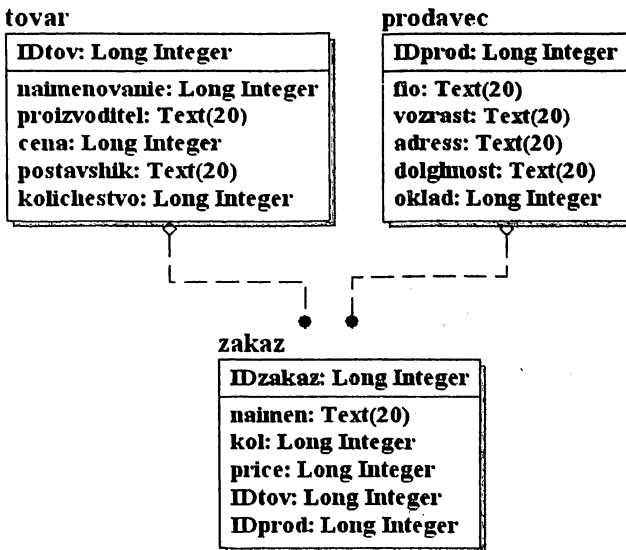 tovar
IDtov: Long Integer
naimenovanie: Long Integer
proizvoditel: Text(20)
cena: Long Integer
postavshik: Text(20)
kolichestvo: Long Integer
prodavec
IDprod: Long Integer
fio: Text(20)
vozrast: Text(20)
adress: Text(20)
dolghnost: Text(20)
oklad: Long Integer
zakaz
IDzakaz: Long Integer
naimen: Text(20)
kol: Long Integer
price: Long Integer
IDtov: Long Integer
IDprod: Long Integer